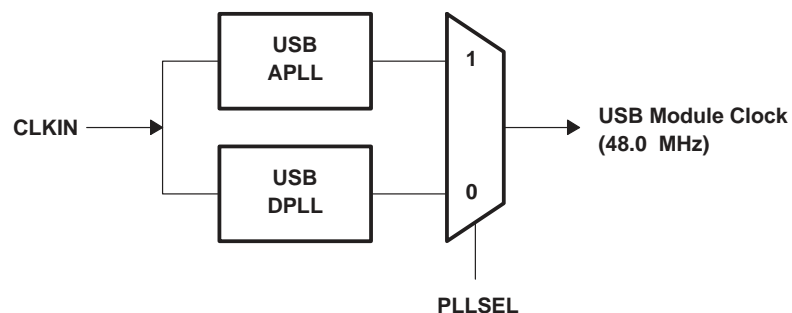 USB
APLL
1
CLKIN
USB Module Clock
(48.0 MHz)
USB
DPLL
0
PLLSEL